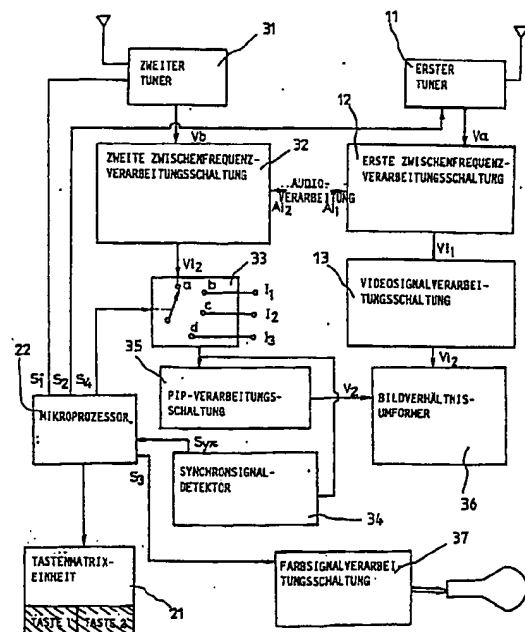 31
11
ZWEITER
TUNER
ERSTER
TUNER
12
Vb
Va
32
ZWEITE ZWISCHENFREQUENZ-
VERARBEITUNGSSCHALTUNG
AUDIO-
VERARBEITUNG
AI2
AI1
ERSTE ZWISCHENFREQUENZ-
VERARBEITUNGSSCHALTUNG
VI2
33
VI1
13
a
b
I1
c
I2
d
I3
VIDEOSIGNALVERARBEI-
TUNGSSCHALTUNG
S1
S2
S4
22
35
VI2
MIKROPROZESSOR
PIP-VERARBEITUNGS-
SCHALTUNG
V2
BILDVERHÄLTNIS-
UMFORMER
Syn
S3
SYNCHRONSIGNAL-
DETEKTOR
34
36
37
TASTENMATRIX-
EINHEIT
21
TASTE 1
TASTE 2
FARBSIGNALVERARBEI-
TUNGSSCHALTUNG